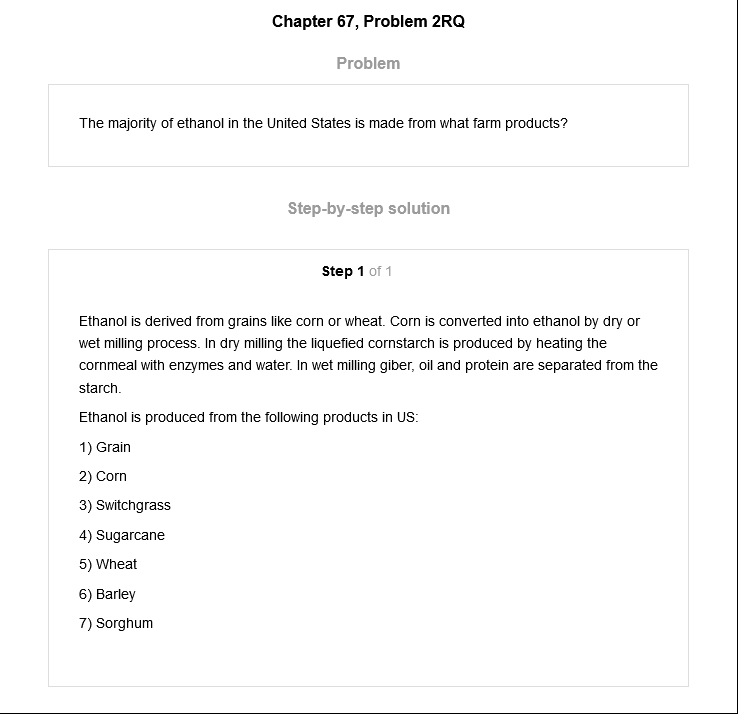 Chapter 67, Problem 2RQ
Problem
The majority of ethanol in the United States is made from what farm products?
Step-by-step solution
Step 1 of 1
Ethanol is derived from grains like corn or wheat. Corn is converted into ethanol by dry or
wet milling process. In dry milling the liquefied cornstarch is produced by heating the
cornmeal with enzymes and water. In wet milling giber, oil and protein are separated from the
starch.
Ethanol is produced from the following products in US:
1) Grain
2) Corn
3) Switchgrass
4) Sugarcane
5) Wheat
6) Barley
7) Sorghum